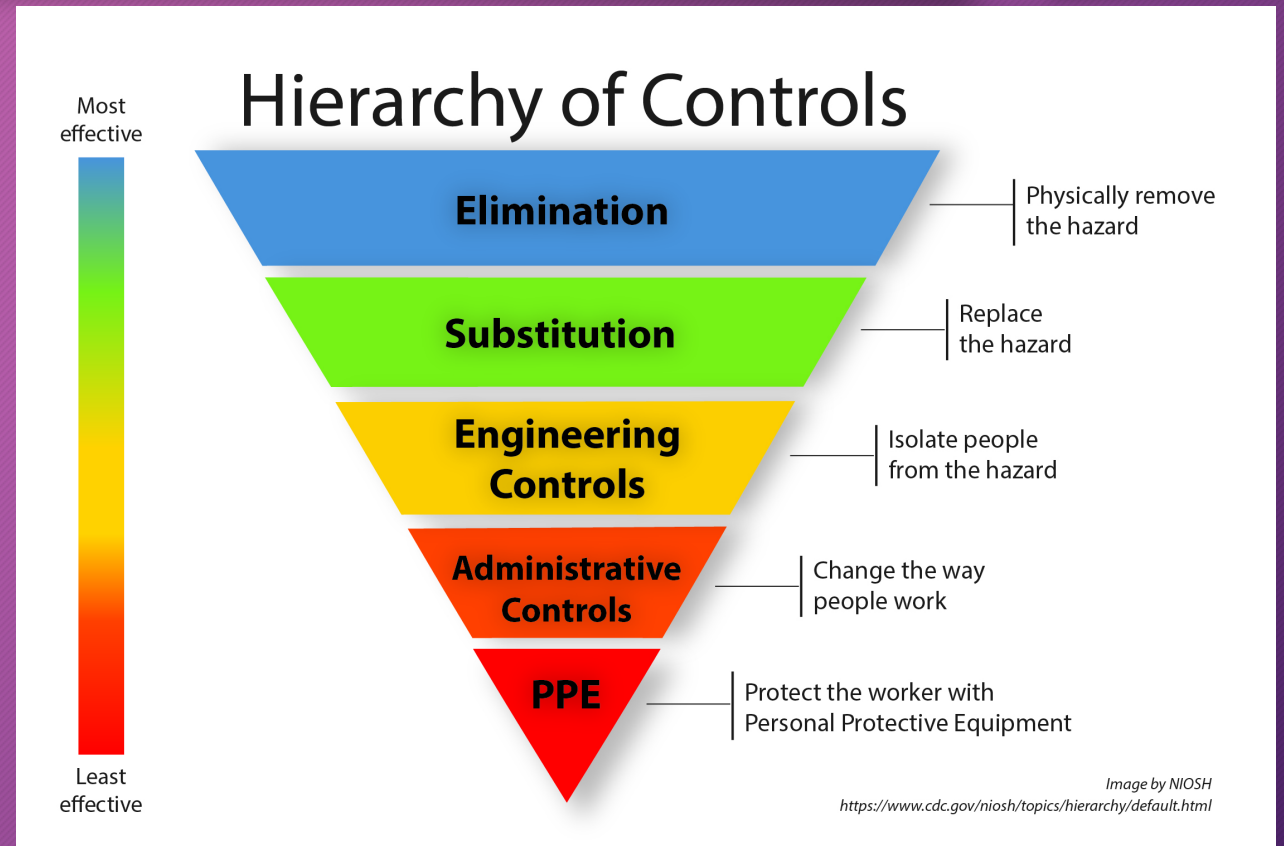 Hierarchy of Controls
Most
effective
Elimination
Physically remove
the hazard
Substitution
Replace
the hazard
Engineering
Controls
Isolate people
from the hazard
Administrative
Controls
Change the way
people work
PPE
Protect the worker with
Personal Protective Equipment
Least
effective
Image by NIOSH
https://www.cdc.gov/niosh/topics/hierarchy/default.html